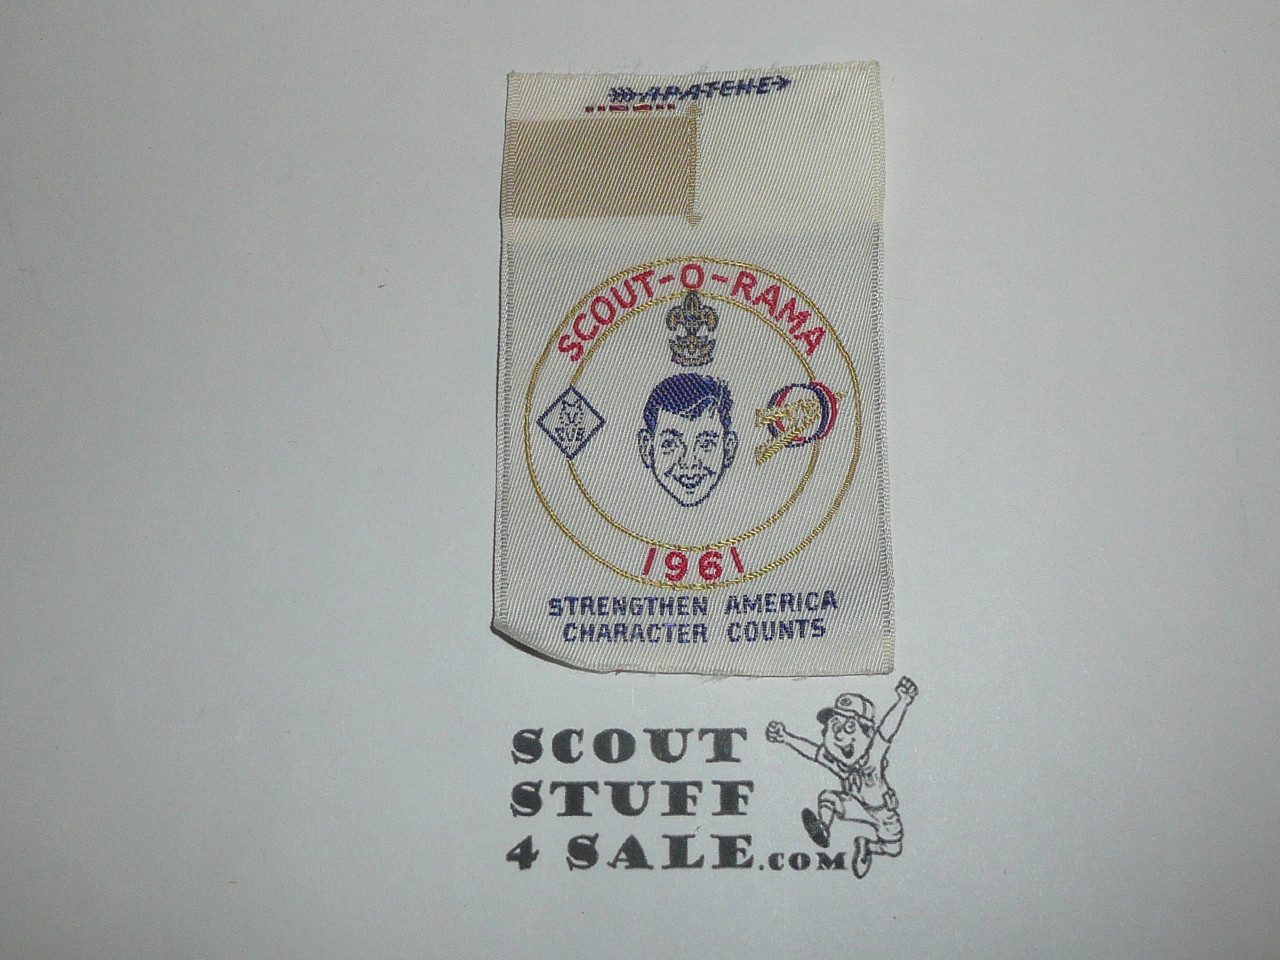 APATCHE
SCOUT-O-RAMA
CUB
1961
STRENGTHEN AMERICA
CHARACTER COUNTS
SCOUT
STUFF
4 SALE.COM